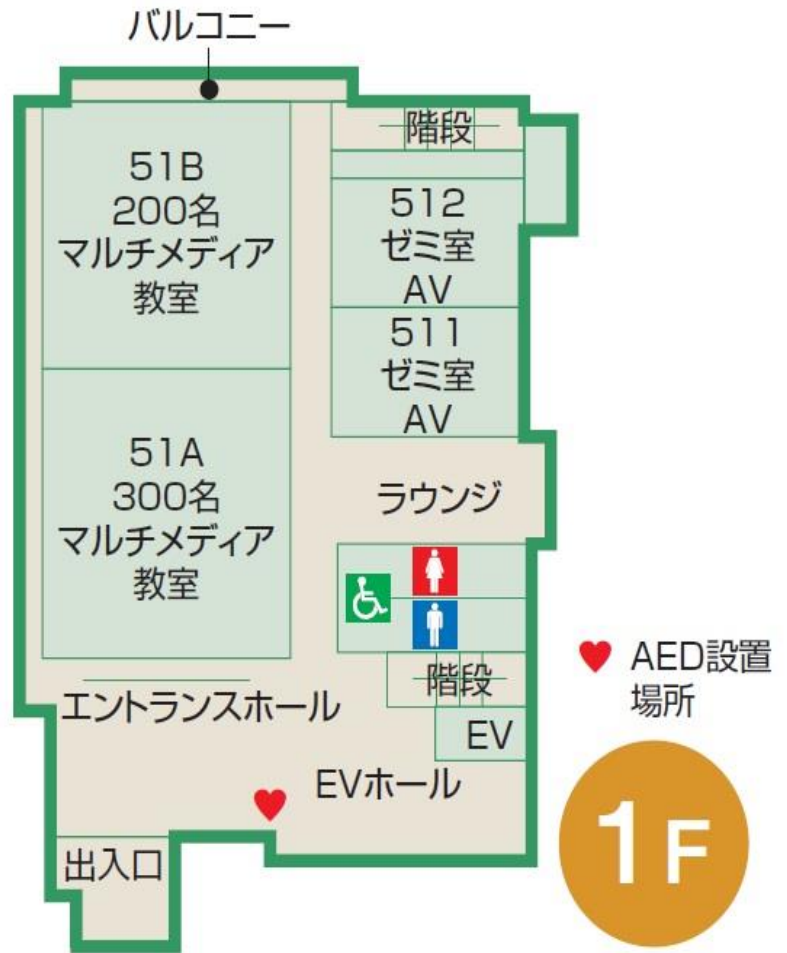 バルコニー
階段
51B
200名
マルチメディア
教室
512
ゼミ室
AV
511
ゼミ室
AV
51A
300名
マルチメディア
教室
ラウンジ
階段
エントランスホール
EV
EVホール
出入口
AED設置
場所
1F